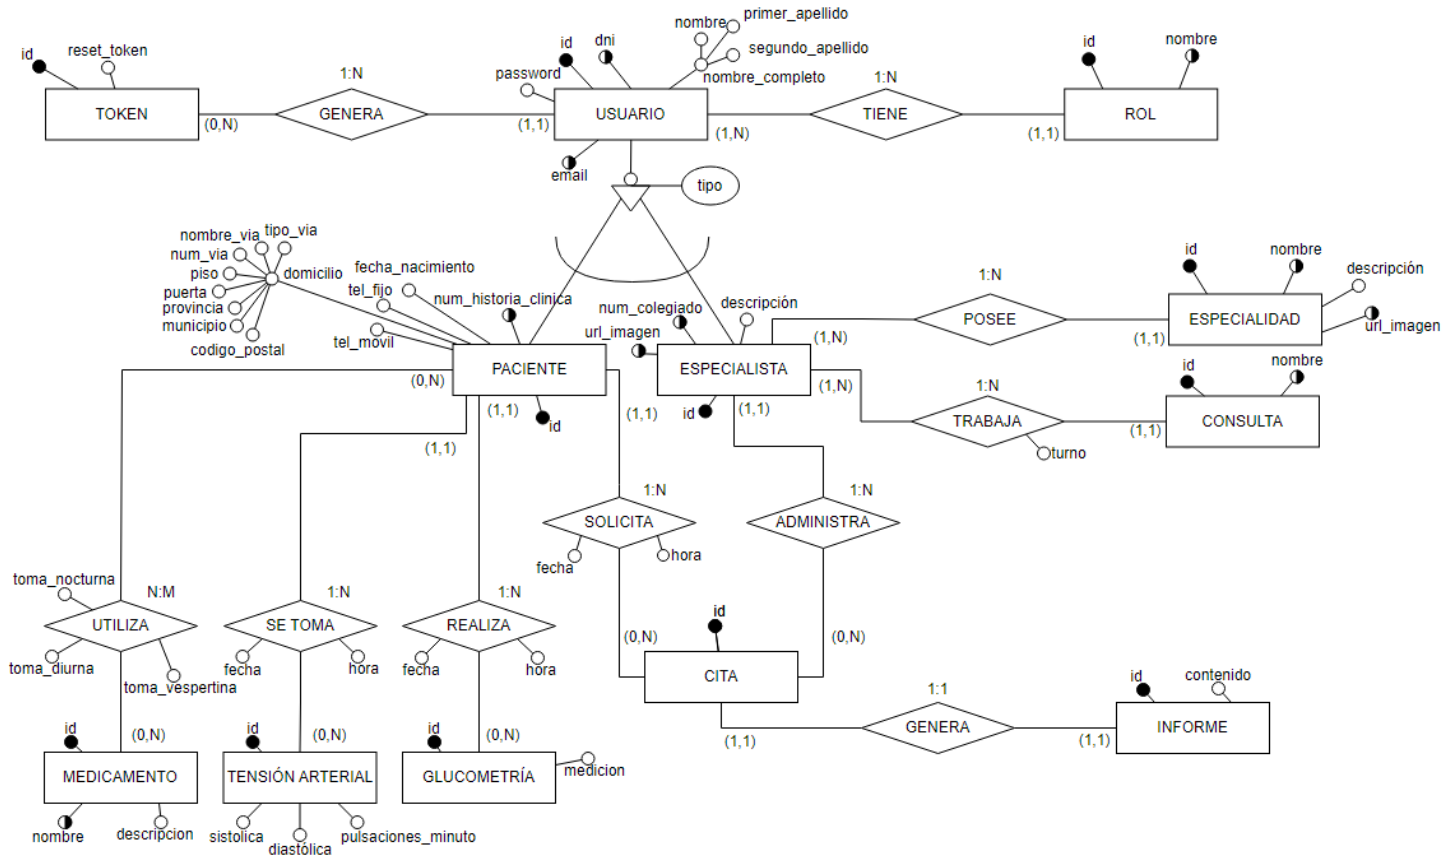 primer_apellido
nombre
segundo_apellido
nombre_completo
id
reset_token
id
dni
password
id
nombre
1:N
1:N
TOKEN
GENERA
USUARIO
TIENE
ROL
(0,N)
(1,1)
(1,N)
(1,1)
email
tipo
nombre_via
tipo_via
num_via
piso
domicilio
puerta
provincia
municipio
codigo_postal
fecha_nacimiento
tel_fijo
num_historia_clinica
tel_movil
num_colegiado
descripción
url_imagen
id
nombre
descripción
url_imagen
1:N
POSEE
ESPECIALIDAD
(1,N)
(1,1)
PACIENTE
ESPECIALISTA
(0,N)
(1,1)
id
(1,1)
id
(1,1)
(1,N)
(1,1)
id
nombre
1:N
TRABAJA
CONSULTA
(1,1)
turno
1:N
1:N
SOLICITA
ADMINISTRA
fecha
hora
toma_nocturna
N:M
1:N
1:N
UTILIZA
SE TOMA
REALIZA
toma_diurna
toma_vespertina
fecha
hora
fecha
hora
id
(0,N)
(0,N)
CITA
1:1
id
contenido
GENERA
INFORME
(1,1)
(1,1)
id
(0,N)
id
(0,N)
id
(0,N)
MEDICAMENTO
TENSIÓN ARTERIAL
GLUCOMETRÍA
medicion
nombre
descripcion
sistolica
diastólica
pulsaciones_minuto